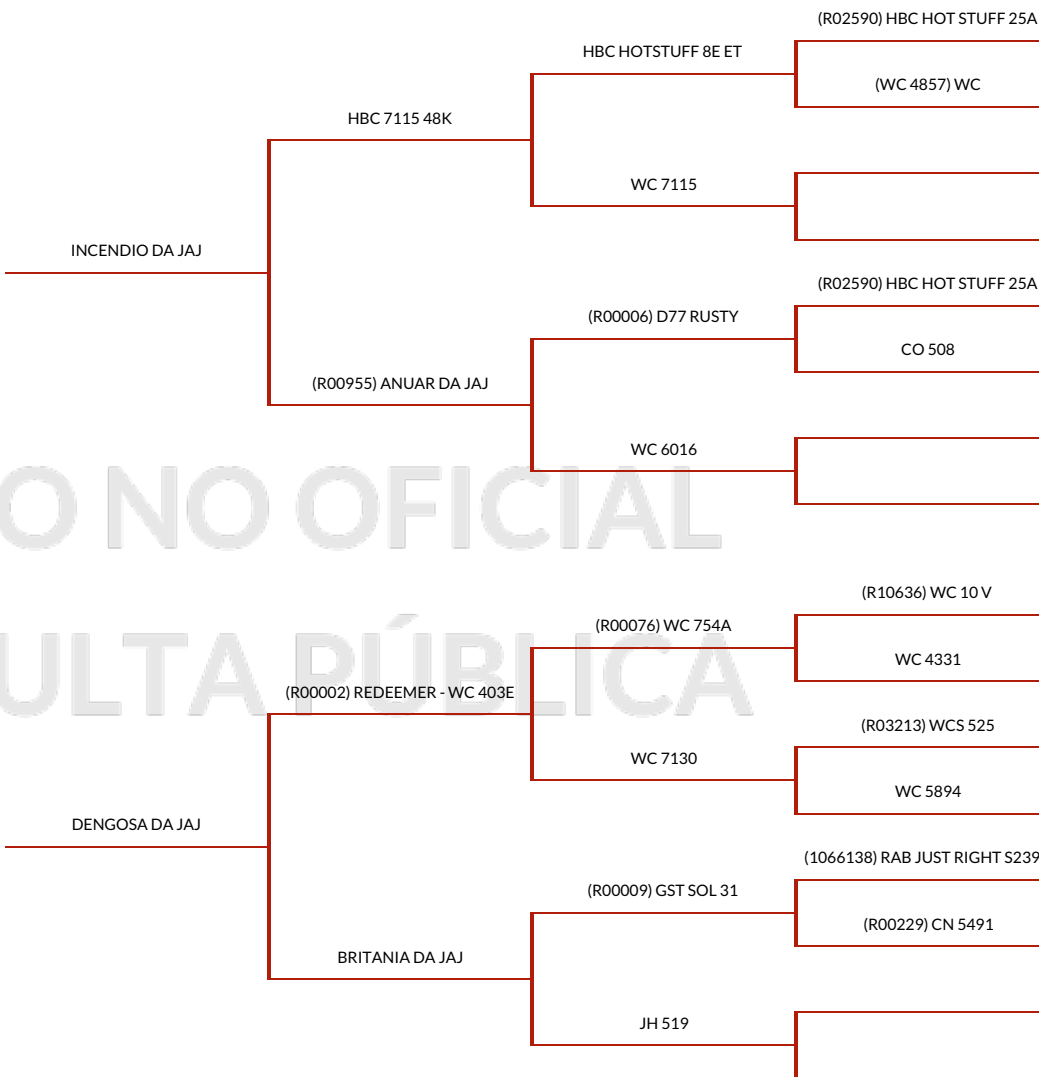 (R02590) HBC HOT STUFF 25A
HBC HOTSTUFF 8E ET
(WC 4857) WC
HBC 7115 48K
WC 7115
INCENDIO DA JAJ
(R02590) HBC HOT STUFF 25A
(R00006) D77 RUSTY
CO 508
(R00955) ANUAR DA JAJ
WC 6016
O NO OFICIAL
(R10636) WC 10 V
(R00076) WC 754A
WC 4331
ULTA PÚBLICA
(R00002) REDEEMER - WC 403E
(R03213) WCS 525
WC 7130
WC 5894
DENGOSA DA JAJ
(1066138) RAB JUST RIGHT S239
(R00009) GST SOL 31
(R00229) CN 5491
BRITANIA DA JAJ
JH 519